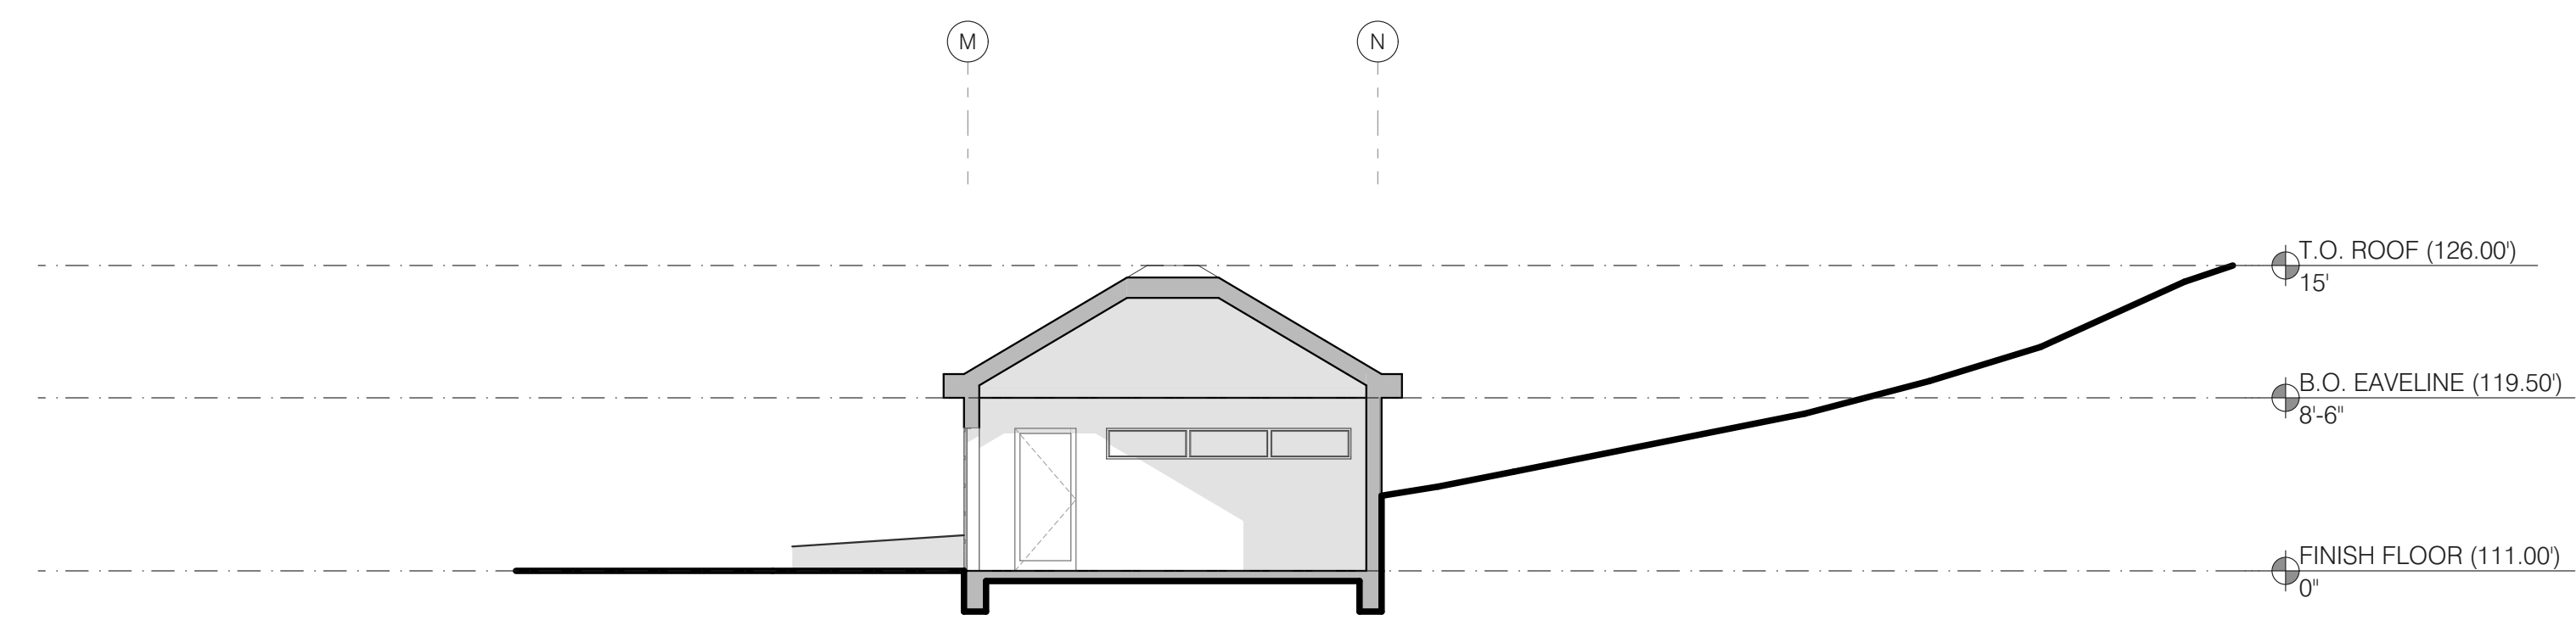 M
N
T.O. ROOF (126.00')
15'
B.O. EAVELINE (119.50')
8'-6"
FINISH FLOOR (111.00')
0"